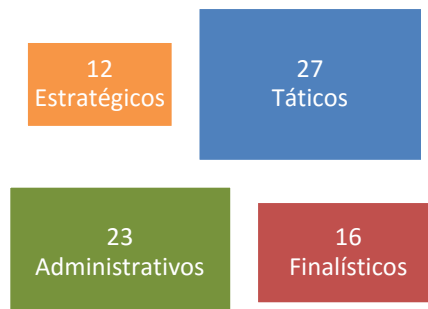 12
Estratégicos
27
Táticos
23
Administrativos
16
Finalísticos